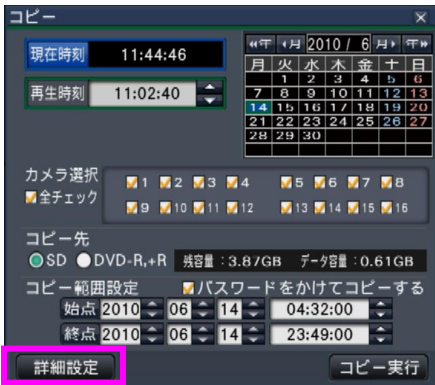 コピー ×
現在時刻 11:44:46
再生時刻 11:02:40
≪年 ‹月 2010 / 6 月› 年≫
月 火 水 木 金 土 日
1 2 3 4 5 6
7 8 9 10 11 12 13
14 15 16 17 18 19 20
21 22 23 24 25 26 27
28 29 30
カメラ選択
全チェック
1 2 3 4 5 6 7 8
9 10 11 12 13 14 15 16
コピー先
SD DVD-R,+R 残容量:3.87GB データ容量:0.61GB
コピー範囲設定 パスワードをかけてコピーする
始点 2010 06 14 04:32:00
終点 2010 06 14 23:49:00
詳細設定 コピー実行